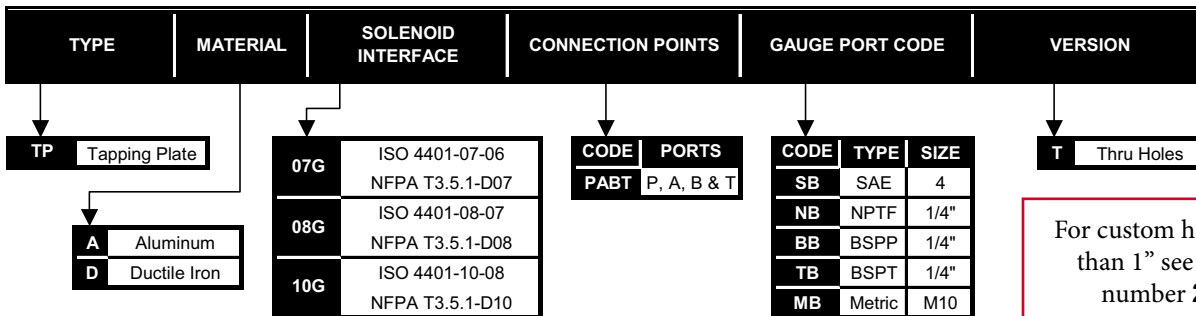 TYPE MATERIAL SOLENOID INTERFACE CONNECTION POINTS GAUGE PORT CODE VERSION
TP Tapping Plate
A Aluminum
D Ductile Iron
07G ISO 4401-07-06
NFPA T3.5.1-D07
08G ISO 4401-08-07
NFPA T3.5.1-D08
10G ISO 4401-10-08
NFPA T3.5.1-D10
CODE PORTS
PABT P, A, B & T
CODE TYPE SIZE
SB SAE 4
NB NPTF 1/4"
BB BSPP 1/4"
TB BSPT 1/4"
MB Metric M10
T Thru Holes
For custom h
than 1” see
number 2